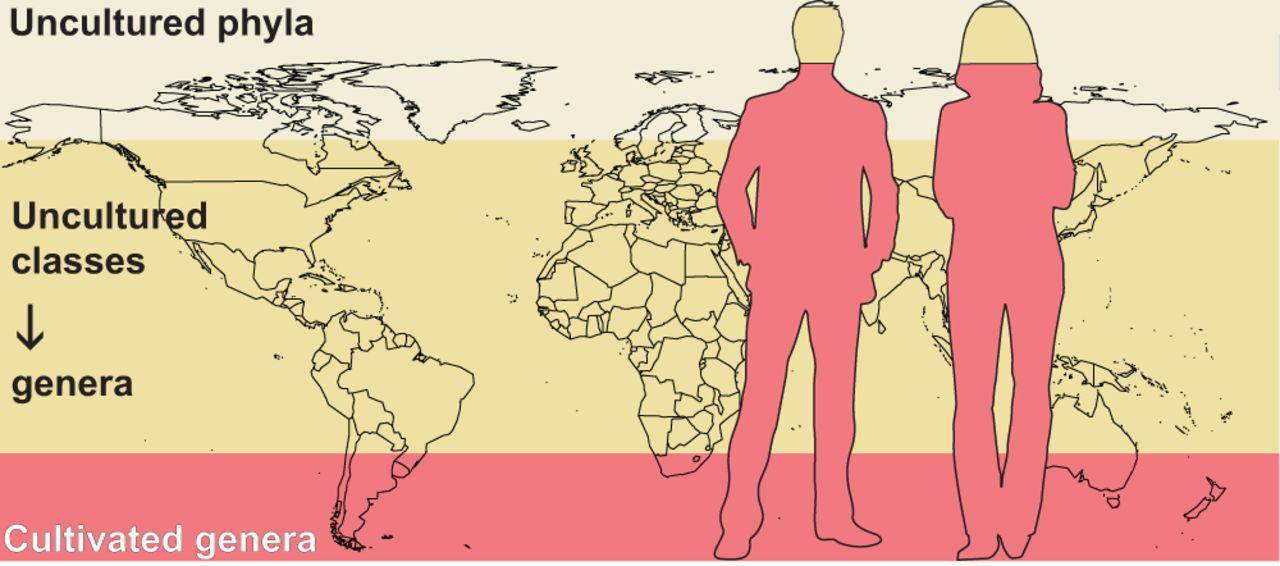 Uncultured phyla
Uncultured
classes
↓
genera
Cultivated genera